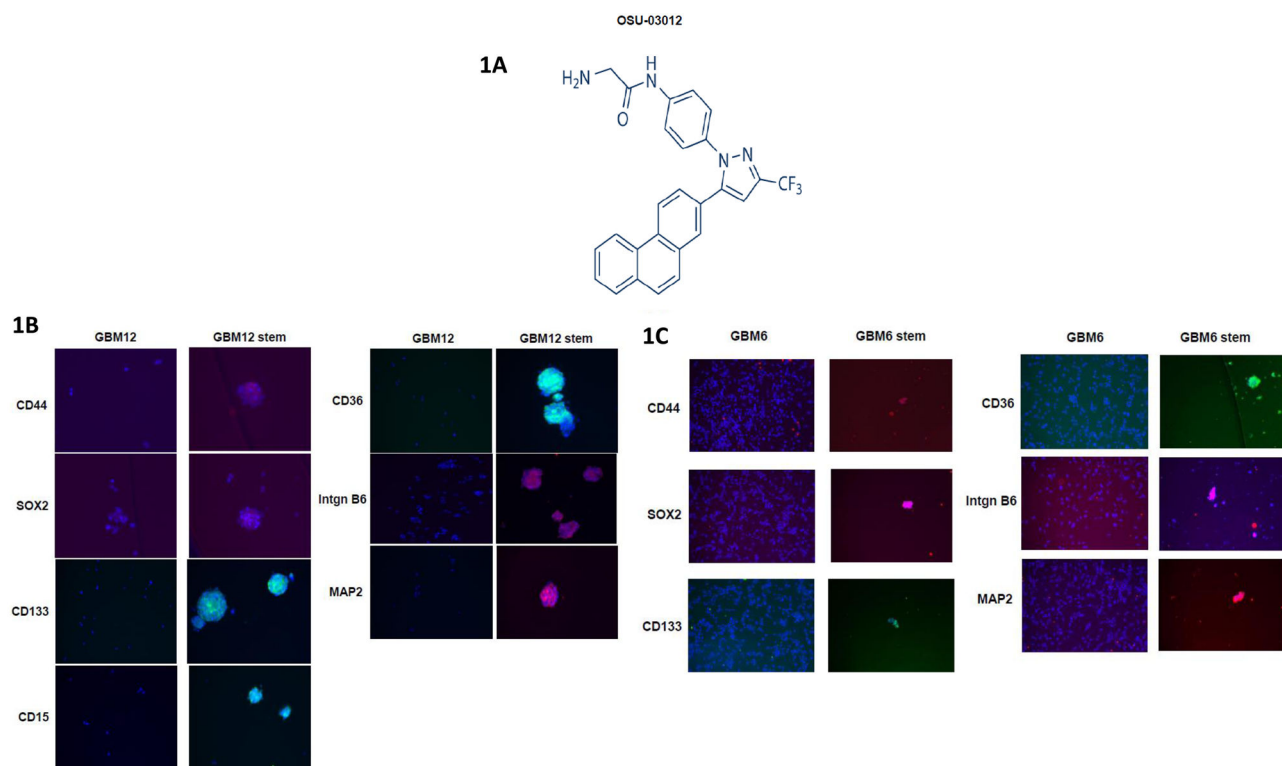 OSU-03012
1A
H₂N
H
N
O
N
N
CF₃
1B
GBM12
GBM12 stem
CD44
SOX2
CD133
CD15
GBM12
GBM12 stem
CD36
Intgn B6
MAP2
1C
GBM6
GBM6 stem
CD44
SOX2
CD133
GBM6
GBM6 stem
CD36
Intgn B6
MAP2